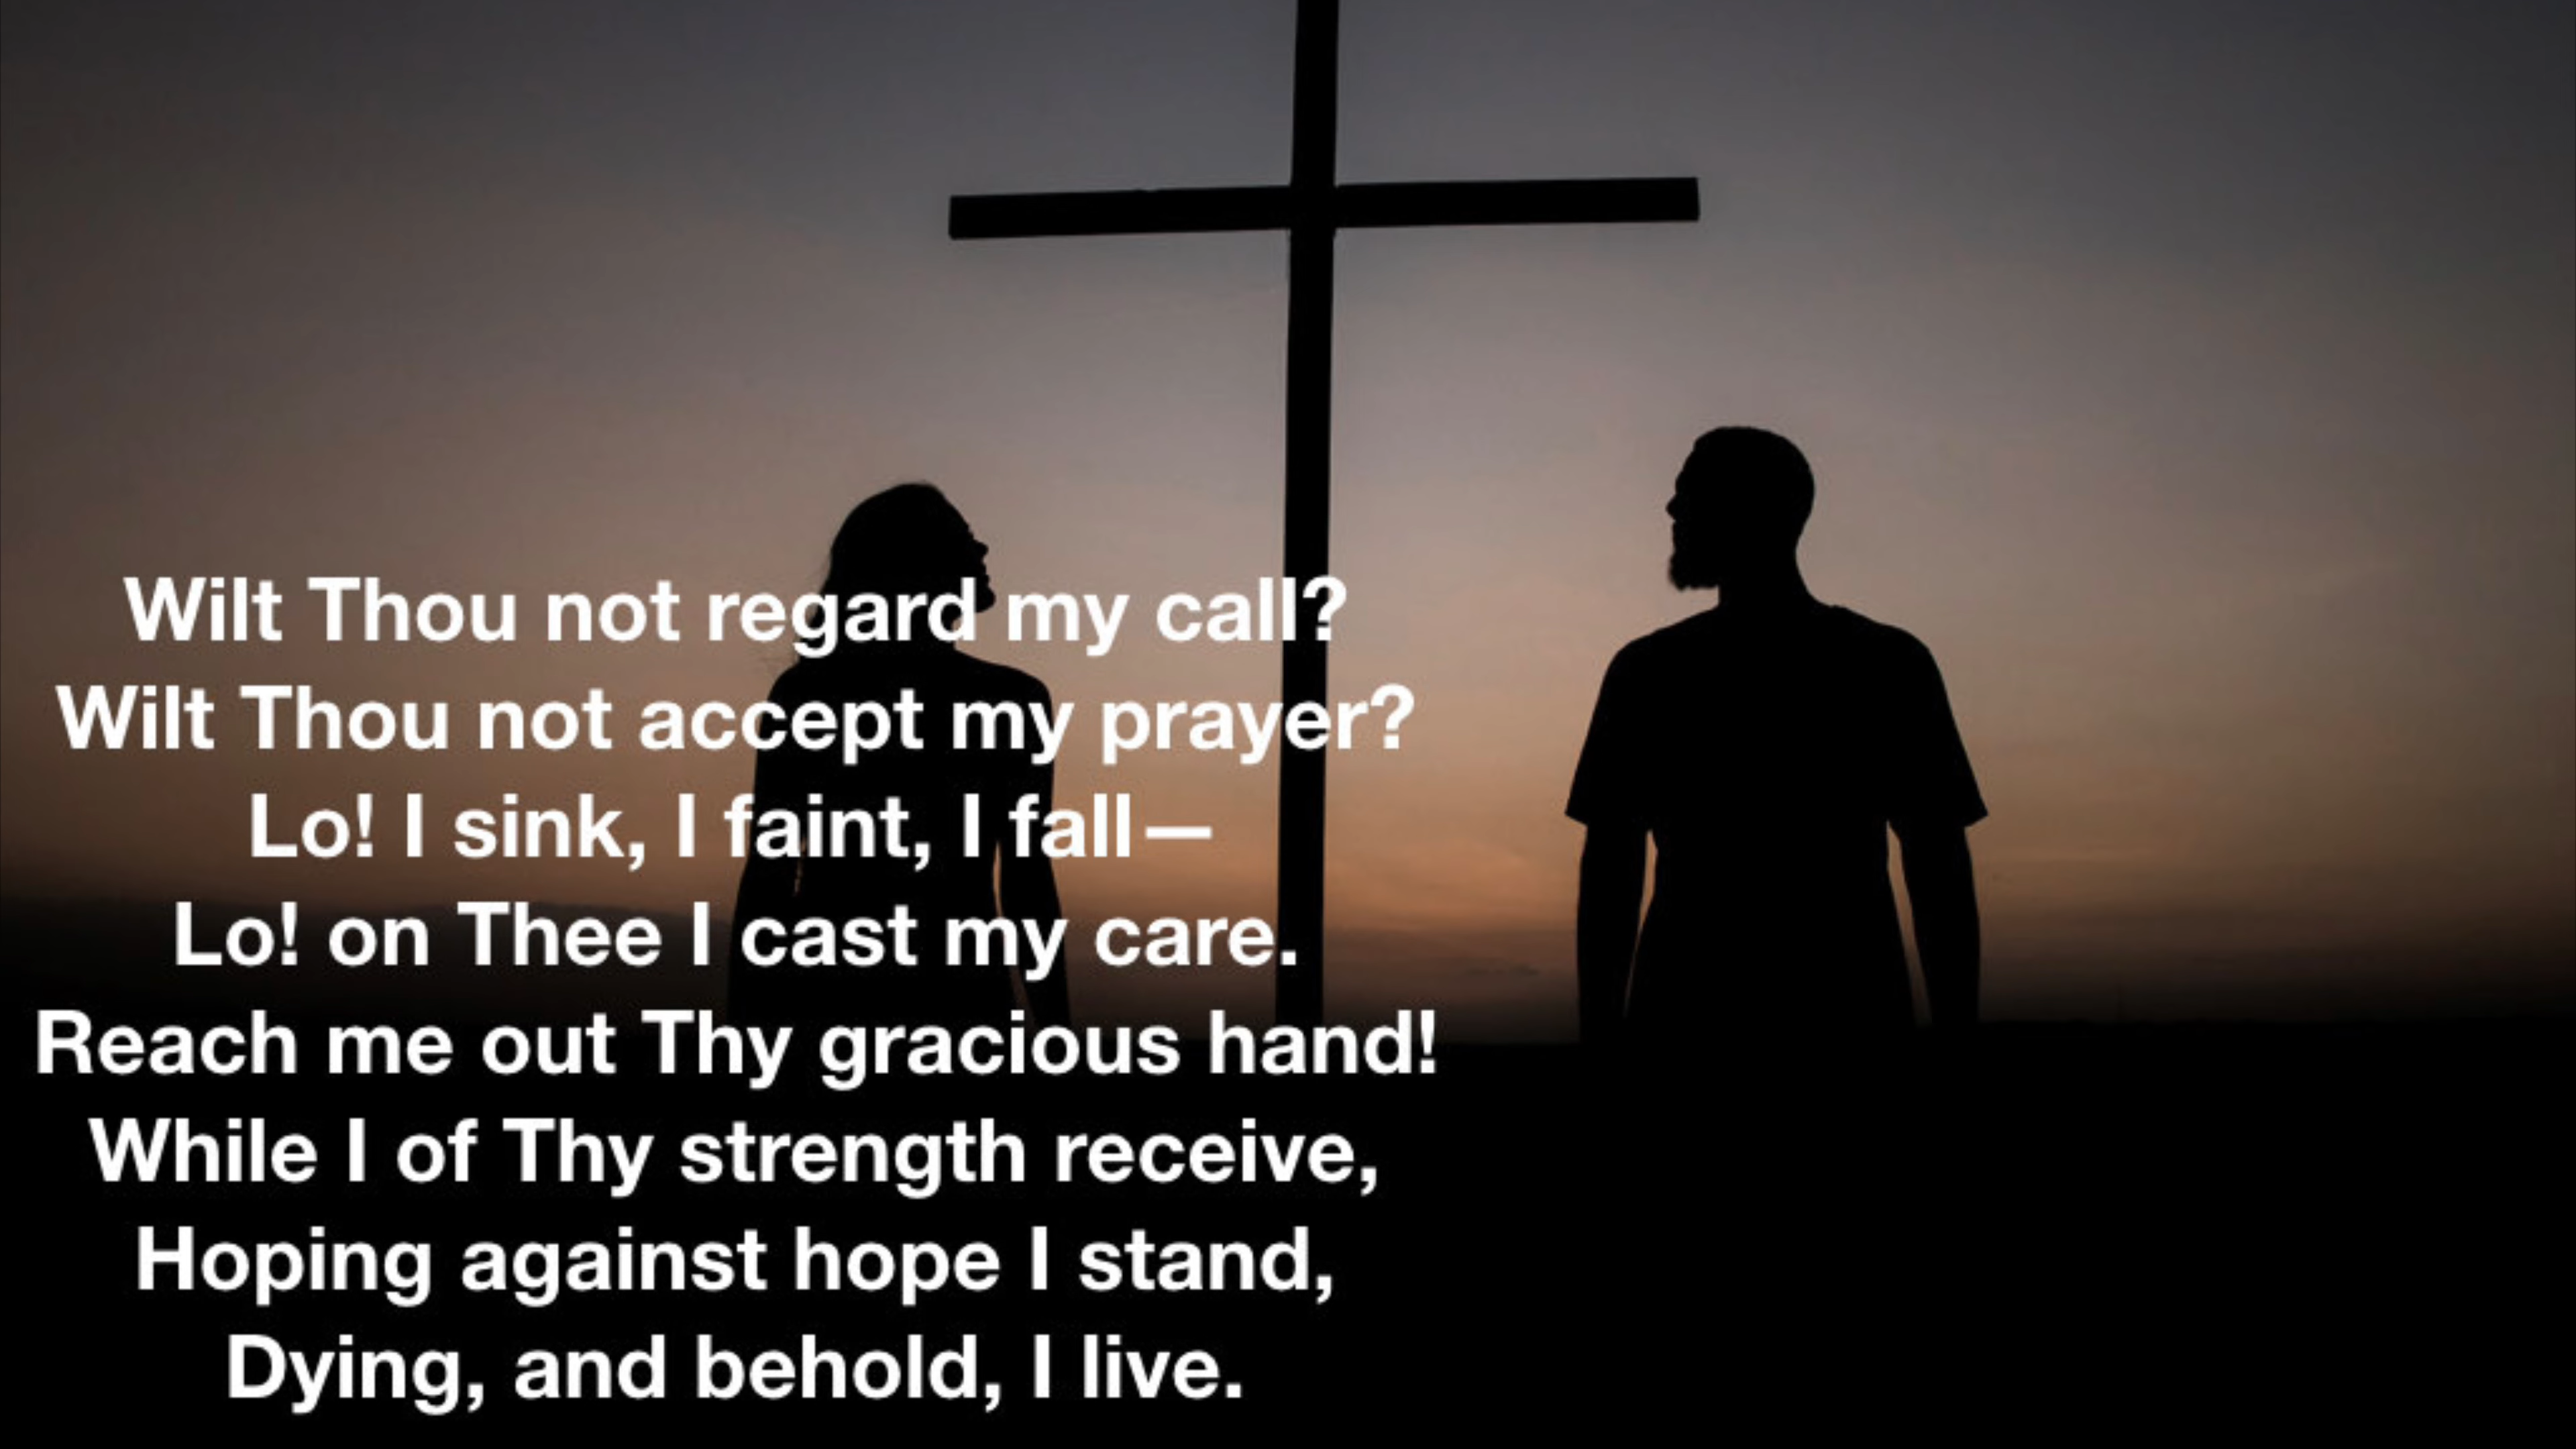 Wilt Thou not regard my call?
Wilt Thou not accept my prayer?
Lo! I sink, I faint, I fall—
Lo! on Thee I cast my care.
Reach me out Thy gracious hand!
While I of Thy strength receive,
Hoping against hope I stand,
Dying, and behold, I live.